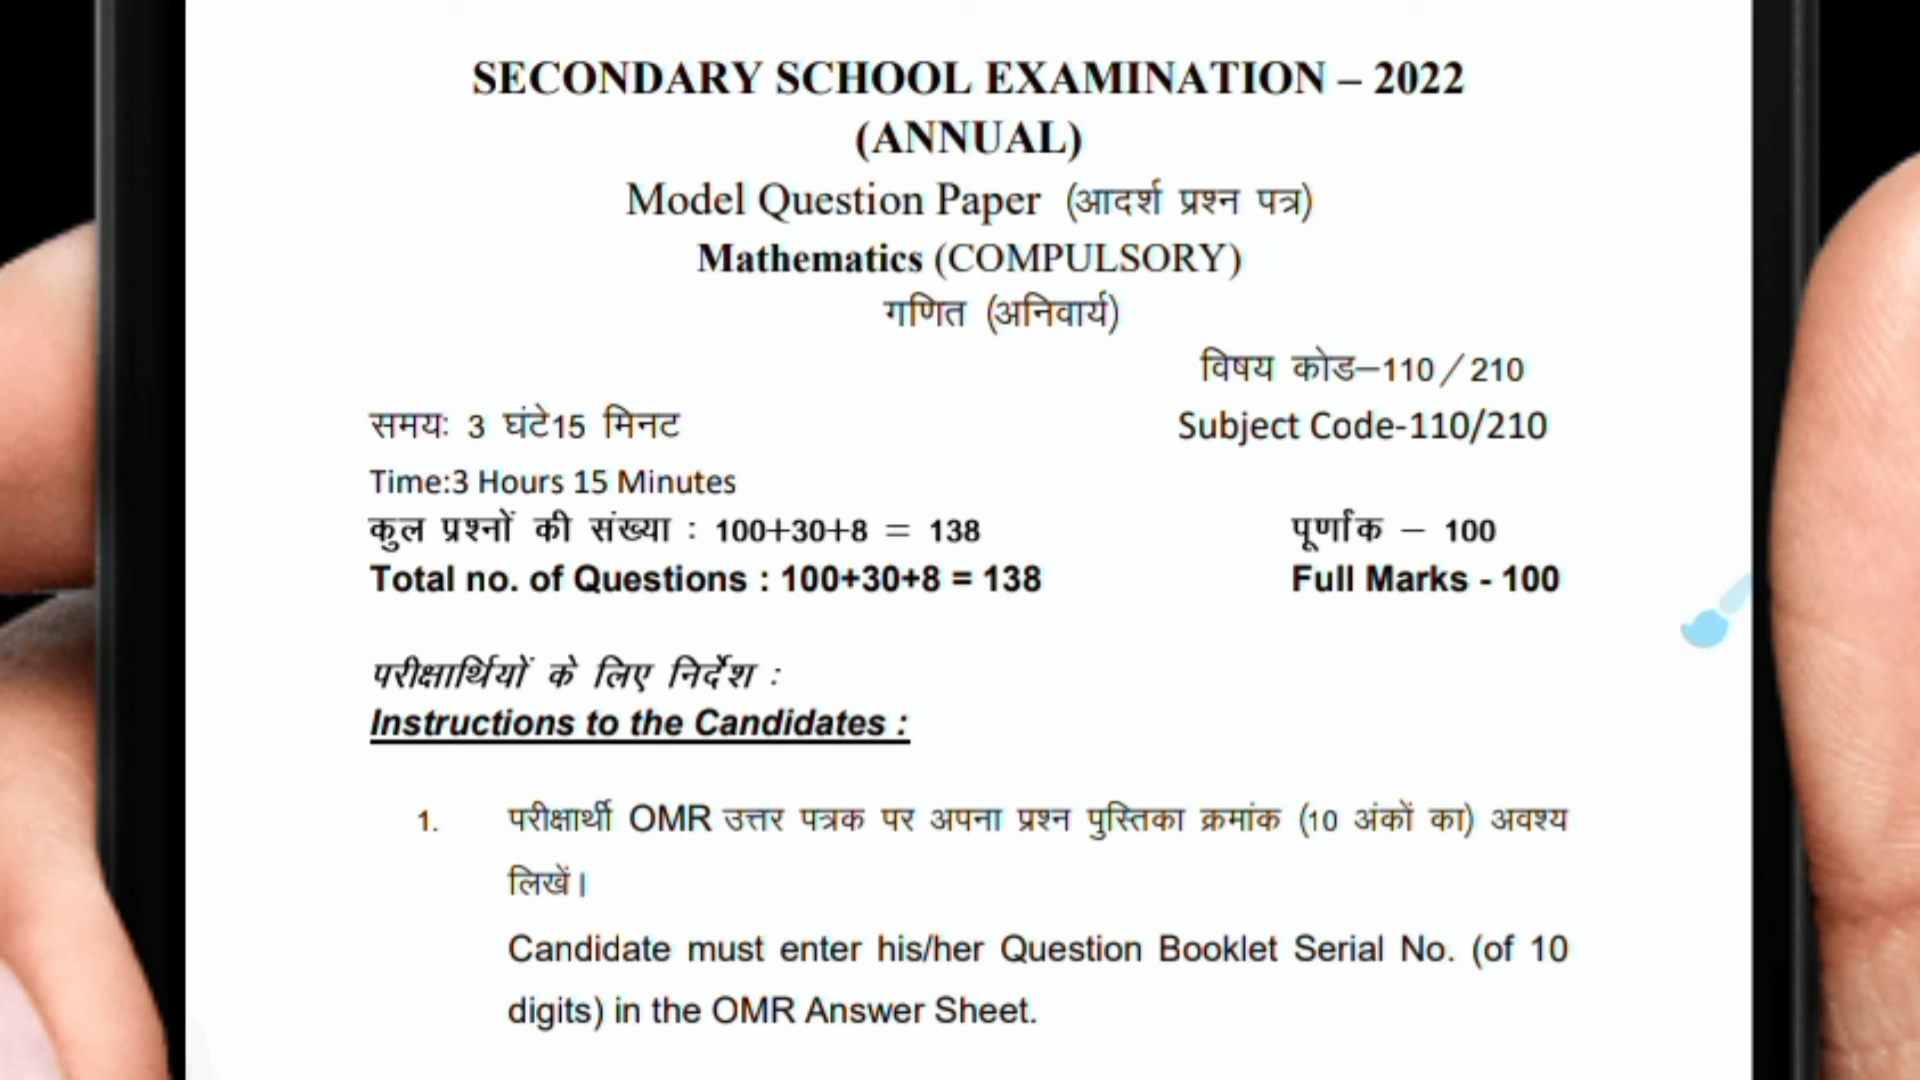 SECONDARY SCHOOL EXAMINATION – 2022
(ANNUAL)
Model Question Paper (आदर्श प्रश्न पत्र)
Mathematics (COMPULSORY)
गणित (अनिवार्य)
विषय कोड–110 / 210
समयः 3 घंटे15 मिनट
Subject Code-110/210
Time:3 Hours 15 Minutes
कुल प्रश्नों की संख्या : 100+30+8 = 138
पूर्णांक – 100
Total no. of Questions : 100+30+8 = 138
Full Marks - 100
परीक्षार्थियों के लिए निर्देश :
Instructions to the Candidates :
1. परीक्षार्थी OMR उत्तर पत्रक पर अपना प्रश्न पुस्तिका क्रमांक (10 अंकों का) अवश्य
लिखें।
Candidate must enter his/her Question Booklet Serial No. (of 10
digits) in the OMR Answer Sheet.